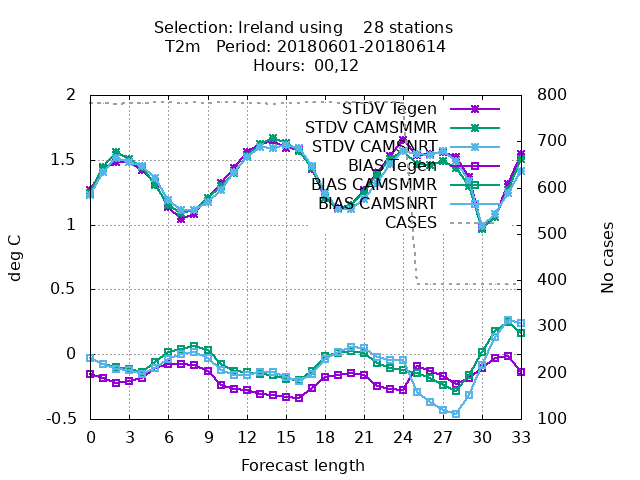 Selection: Ireland using    28 stations
T2m   Period: 20180601-20180614
Hours: 00,12
2
1.5
1
0.5
0
-0.5
800
700
600
500
400
300
200
100
0 3 6 9 12 15 18 21 24 27 30 33
deg C
No cases
Forecast length
STDV Tegen
STDV CAMSMMR
STDV CAMSNRT
BIAS Tegen
BIAS CAMSMMR
BIAS CAMSNRT
CASES